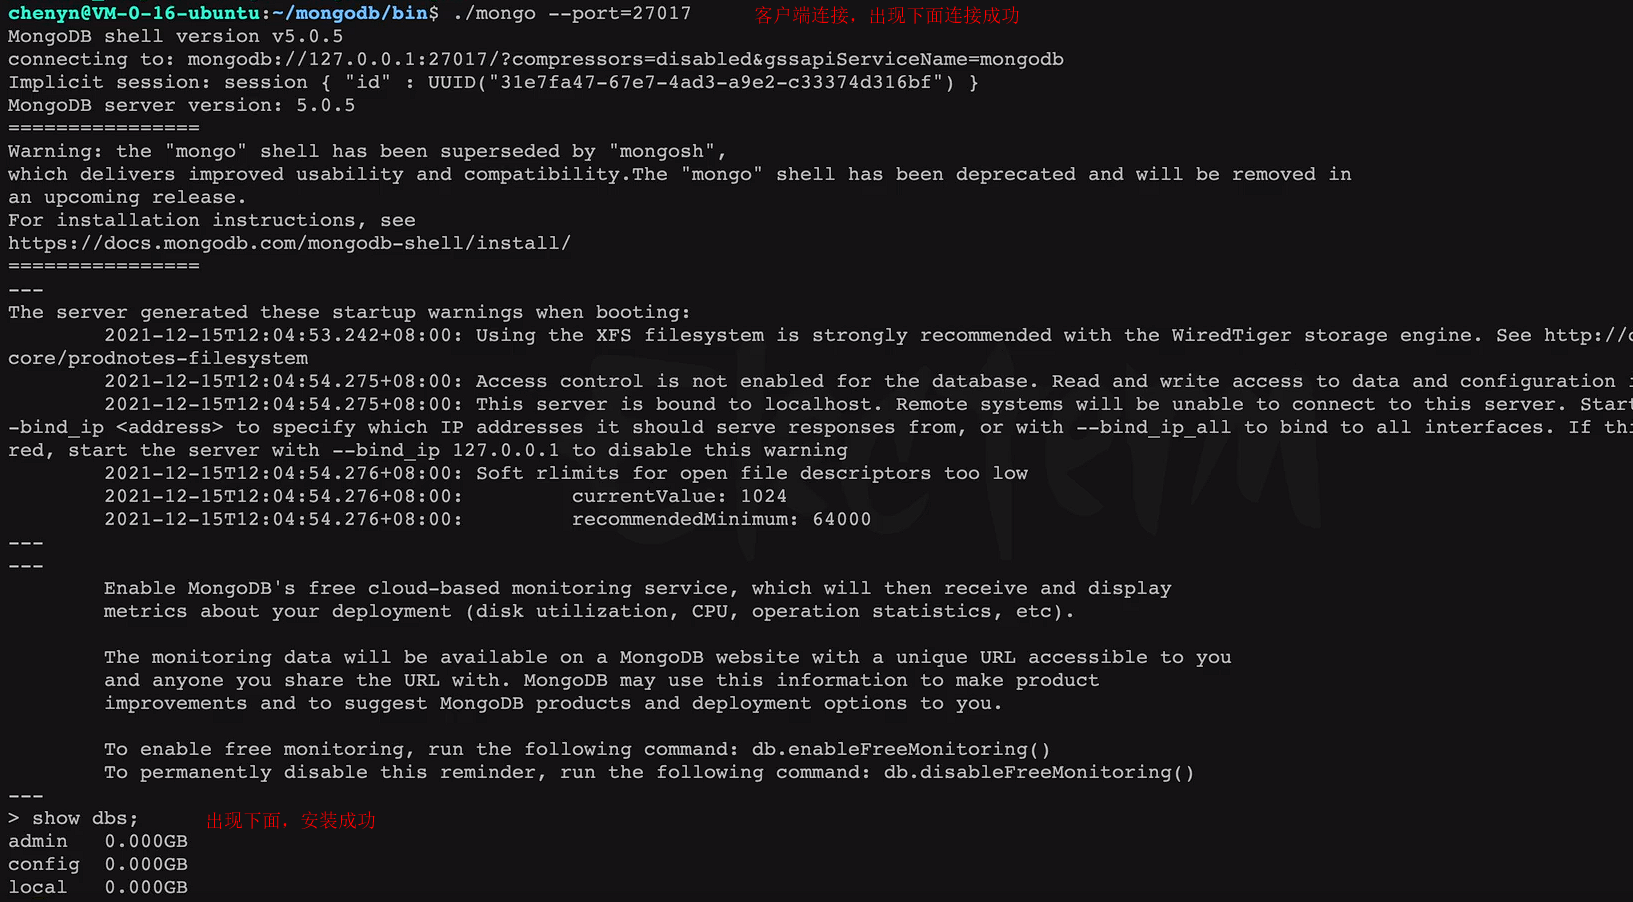 chenyn@VM-0-16-ubuntu:~/mongodb/bin$ ./mongo --port=27017 客户端连接，出现下面连接成功
MongoDB shell version v5.0.5
connecting to: mongodb://127.0.0.1:27017/?compressors=disabled&gssapiServiceName=mongodb
Implicit session: session { "id" : UUID("31e7fa47-67e7-4ad3-a9e2-c33374d316bf") }
MongoDB server version: 5.0.5
================
Warning: the "mongo" shell has been superseded by "mongosh",
which delivers improved usability and compatibility.The "mongo" shell has been deprecated and will be removed in
an upcoming release.
For installation instructions, see
https://docs.mongodb.com/mongodb-shell/install/
================
---
The server generated these startup warnings when booting:
2021-12-15T12:04:53.242+08:00: Using the XFS filesystem is strongly recommended with the WiredTiger storage engine. See http://
core/prodnotes-filesystem
2021-12-15T12:04:54.275+08:00: Access control is not enabled for the database. Read and write access to data and configuration
2021-12-15T12:04:54.275+08:00: This server is bound to localhost. Remote systems will be unable to connect to this server. Start
-bind_ip <address> to specify which IP addresses it should serve responses from, or with --bind_ip_all to bind to all interfaces. If thi
red, start the server with --bind_ip 127.0.0.1 to disable this warning
2021-12-15T12:04:54.276+08:00: Soft rlimits for open file descriptors too low
2021-12-15T12:04:54.276+08:00: currentValue: 1024
2021-12-15T12:04:54.276+08:00: recommendedMinimum: 64000
---
---
Enable MongoDB's free cloud-based monitoring service, which will then receive and display
metrics about your deployment (disk utilization, CPU, operation statistics, etc).
The monitoring data will be available on a MongoDB website with a unique URL accessible to you
and anyone you share the URL with. MongoDB may use this information to make product
improvements and to suggest MongoDB products and deployment options to you.
To enable free monitoring, run the following command: db.enableFreeMonitoring()
To permanently disable this reminder, run the following command: db.disableFreeMonitoring()
---
> show dbs; 出现下面，安装成功
admin 0.000GB
config 0.000GB
local 0.000GB